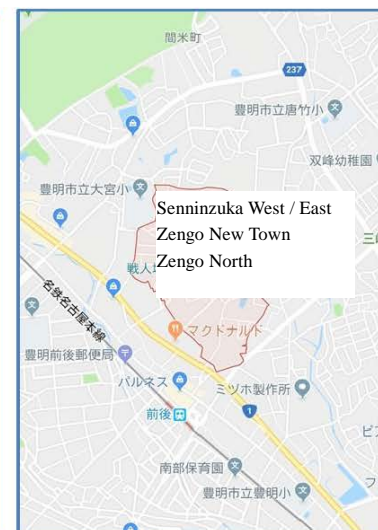 間米町
237
豊明市立唐竹小
双峰幼稚園
豊明市立大宮小
Senninzuka West / East
Zengo New Town
Zengo North
戦人
名鉄名古屋本線
マクドナルド
豊明前後郵便局
パルネス
ミツホ製作所
前後
1
南部保育園
豊明市立豊明小